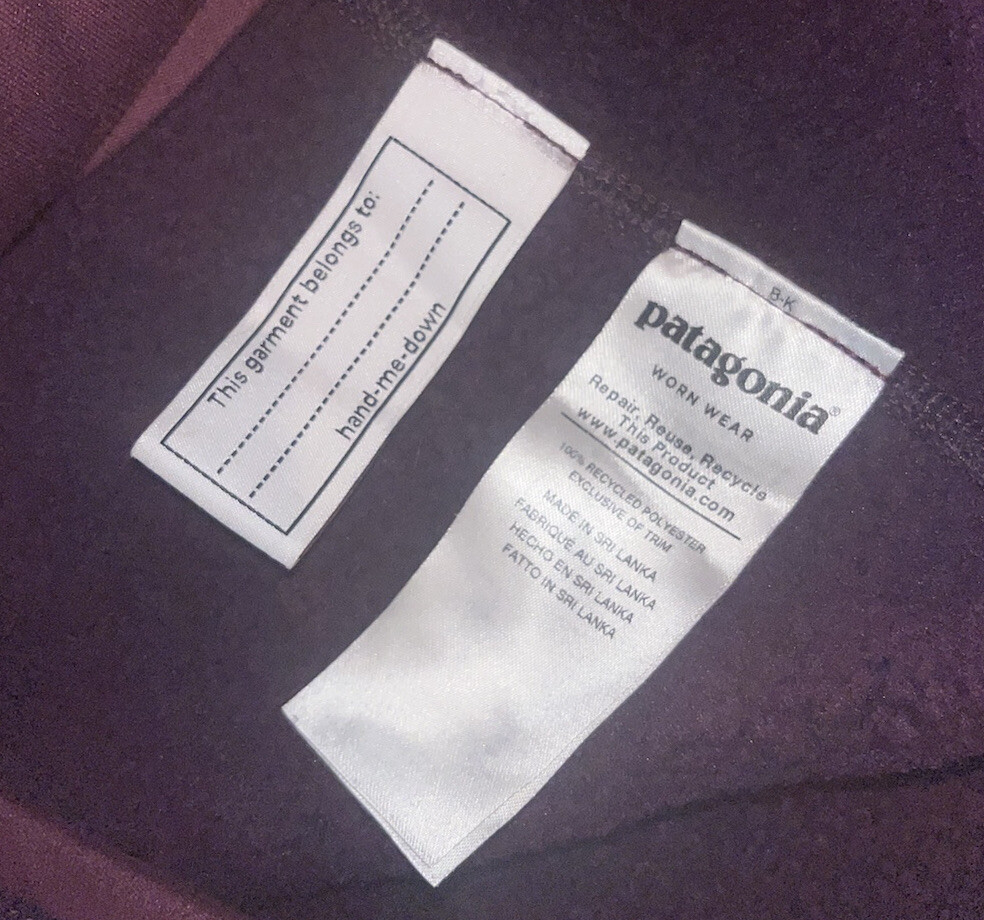 This garment belongs to:
hand-me-down
B-K
patagonia®
WORN WEAR
Repair, Reuse, Recycle
This Product
www.patagonia.com
100% RECYCLED POLYESTER
EXCLUSIVE OF TRIM
MADE IN SRI LANKA
FABRIQUÉ AU SRI LANKA
HECHO EN SRI LANKA
FATTO IN SRI LANKA